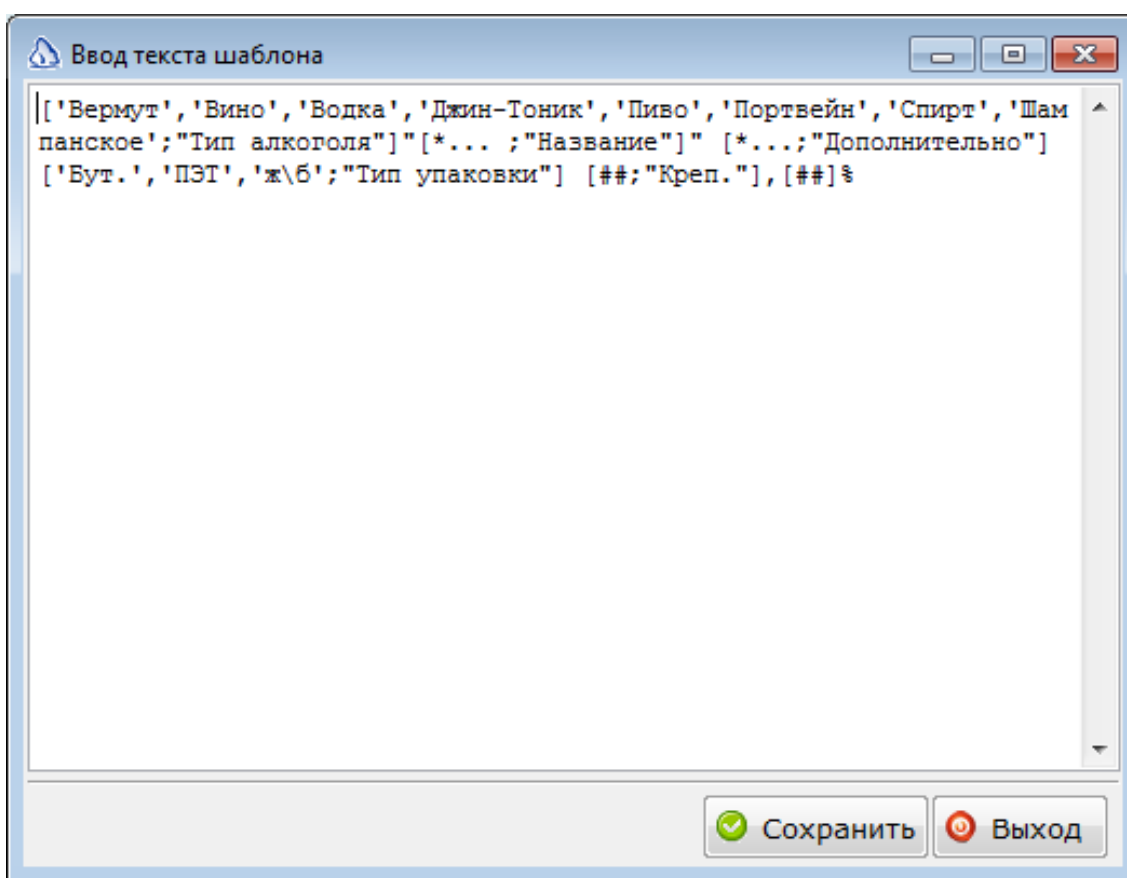 Ввод текста шаблона
['Вермут','Вино','Водка','Джин-Тоник','Пиво','Портвейн','Спирт','Шам
панское';"Тип алкоголя"]"[*... ;"Название"]" [*...;"Дополнительно"]
['Бут.','ПЭТ','ж\б';"Тип упаковки"] [##;"Креп."],[##]%
Сохранить Выход